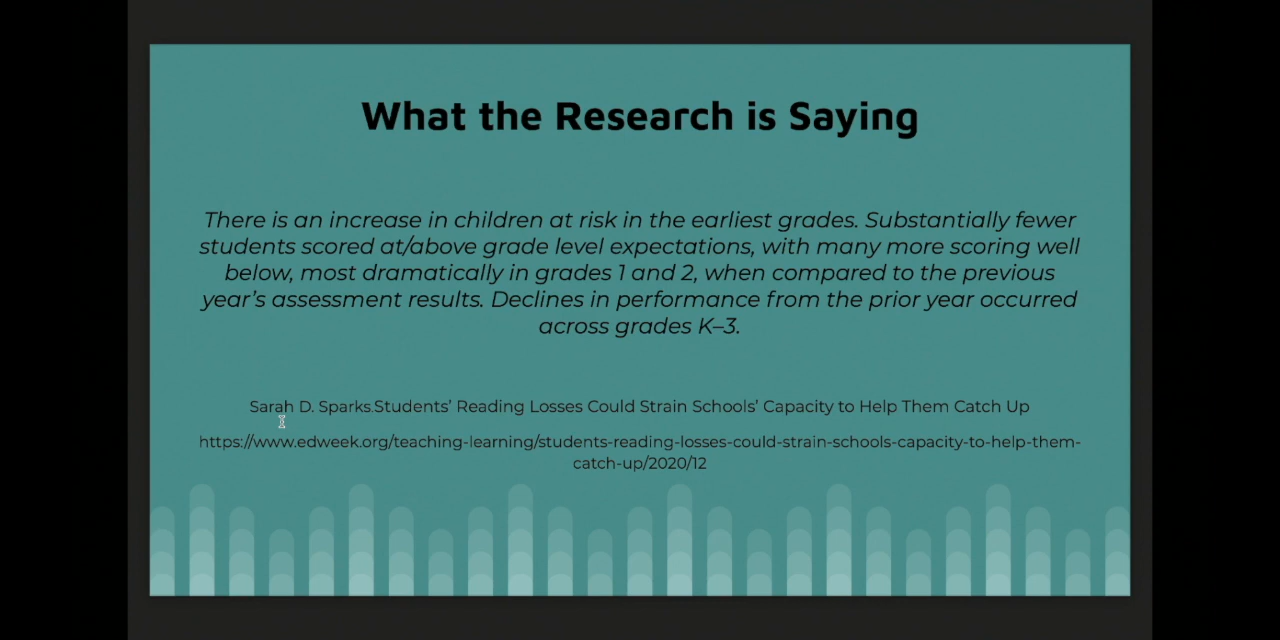 What the Research is Saying
There is an increase in children at risk in the earliest grades. Substantially fewer
students scored at/above grade level expectations, with many more scoring well
below, most dramatically in grades 1 and 2, when compared to the previous
year’s assessment results. Declines in performance from the prior year occurred
across grades K–3.
Sarah D. Sparks.Students’ Reading Losses Could Strain Schools’ Capacity to Help Them Catch Up
https://www.edweek.org/teaching-learning/students-reading-losses-could-strain-schools-capacity-to-help-them-
catch-up/2020/12